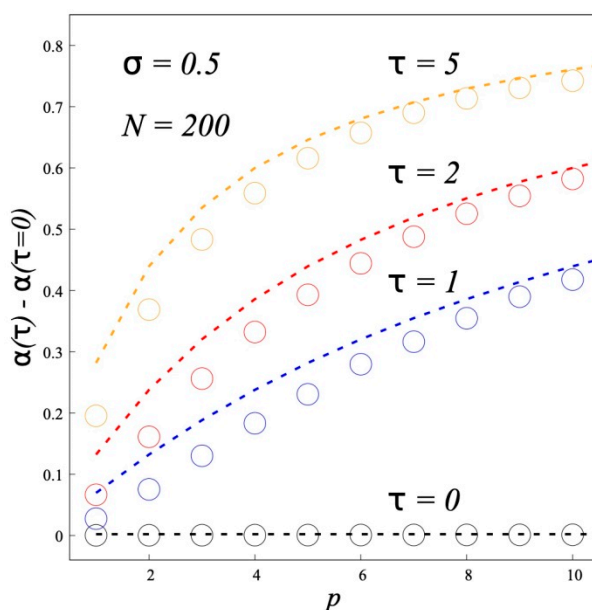 0.8
σ = 0.5
τ = 5
0.7
N = 200
0.6
τ = 2
0.5
α(τ) - α(τ=0)
0.4
τ = 1
0.3
0.2
0.1
τ = 0
0
2 4 6 8 10
p